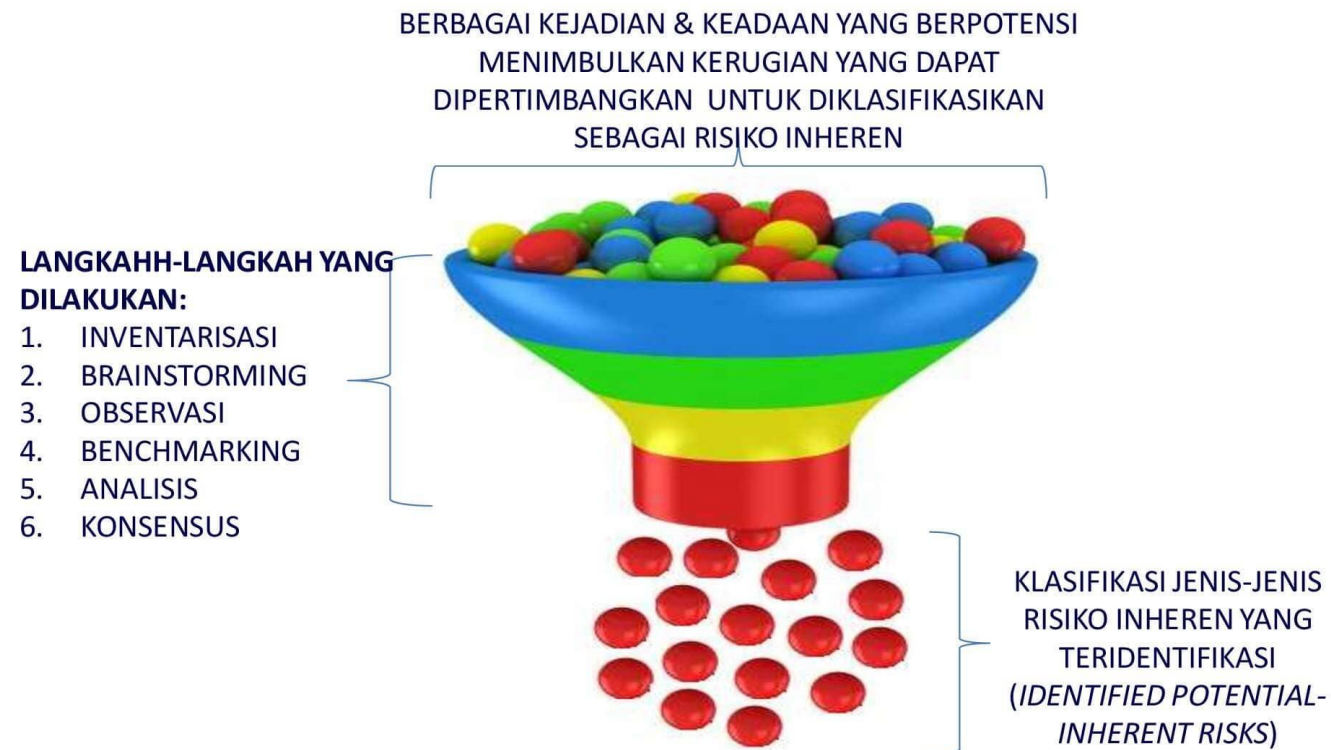 BERBAGAI KEJADIAN & KEADAAN YANG BERPOTENSI
MENIMBULKAN KERUGIAN YANG DAPAT
DIPERTIMBANGKAN UNTUK DIKLASIFIKASIKAN
SEBAGAI RISIKO INHEREN
LANGKAHH-LANGKAH YANG
DILAKUKAN:
1. INVENTARISASI
2. BRAINSTORMING
3. OBSERVASI
4. BENCHMARKING
5. ANALISIS
6. KONSENSUS
KLASIFIKASI JENIS-JENIS
RISIKO INHEREN YANG
TERIDENTIFIKASI
(IDENTIFIED POTENTIAL-
INHERENT RISKS)